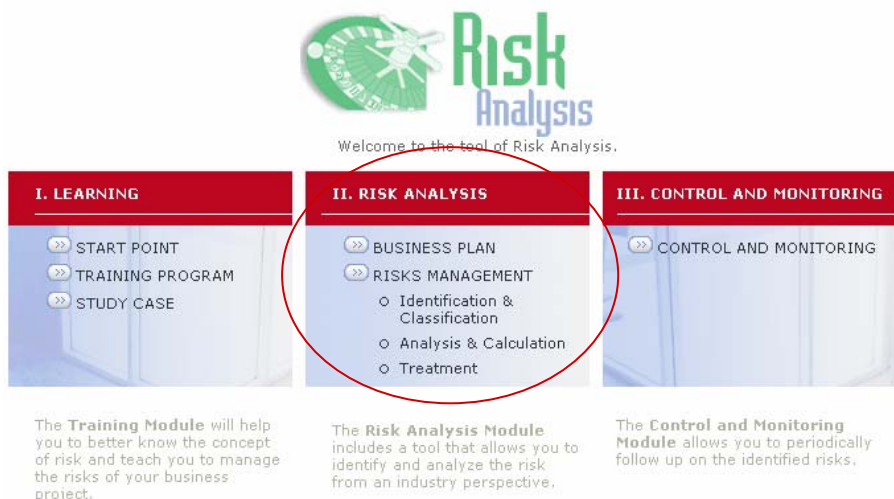 Risk
Analysis
Welcome to the tool of Risk Analysis.
I. LEARNING
START POINT
TRAINING PROGRAM
STUDY CASE
The Training Module will help
you to better know the concept
of risk and teach you to manage
the risks of your business
project.
II. RISK ANALYSIS
BUSINESS PLAN
RISKS MANAGEMENT
Identification &
Classification
Analysis & Calculation
Treatment
The Risk Analysis Module
includes a tool that allows you to
identify and analyze the risk
from an industry perspective.
III. CONTROL AND MONITORING
CONTROL AND MONITORING
The Control and Monitoring
Module allows you to periodically
follow up on the identified risks.